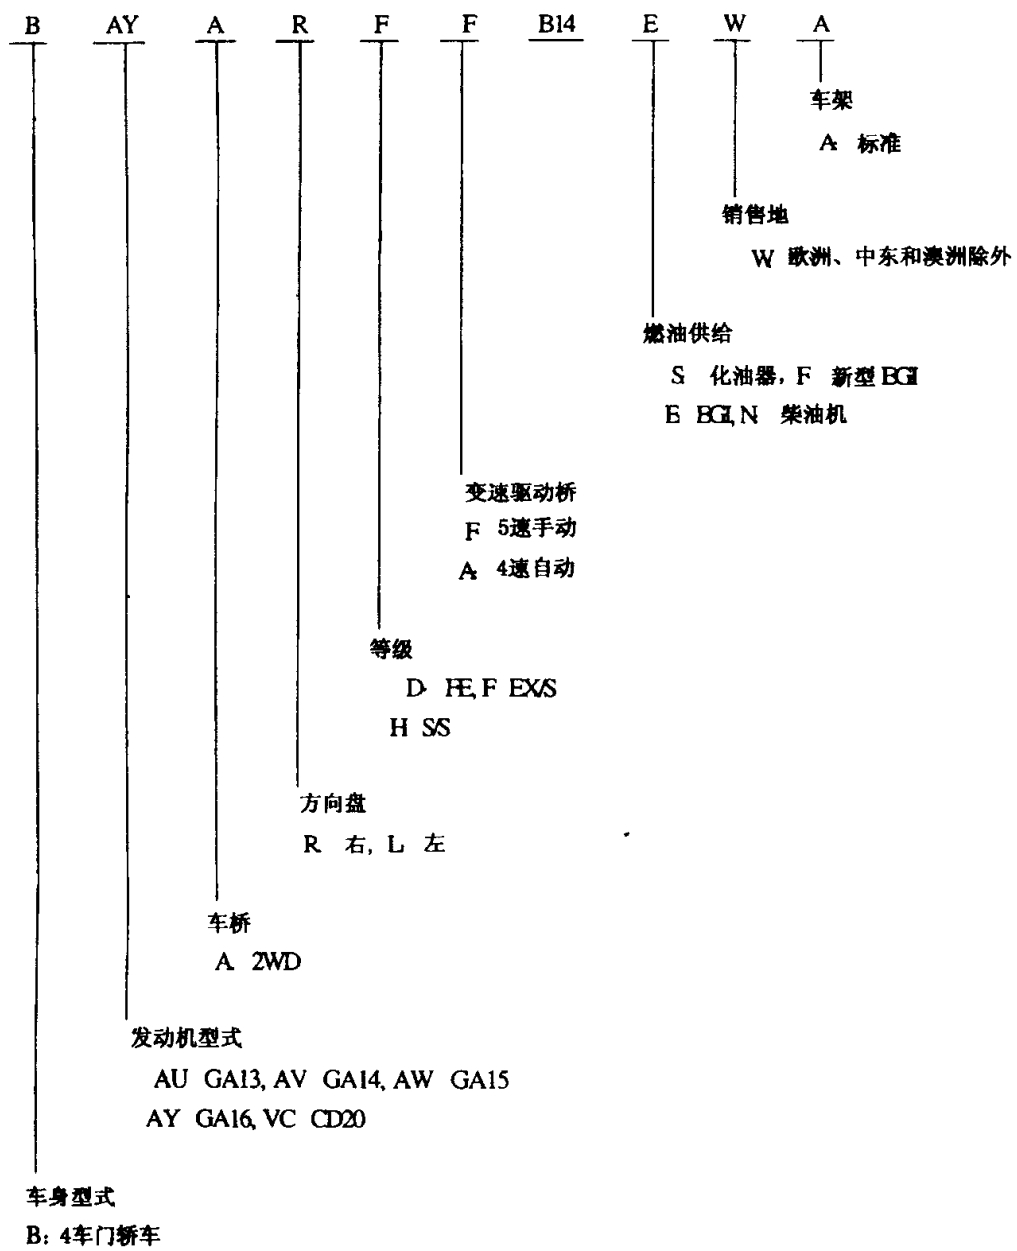 B AY A R F F B14 E W A
车架
A: 标准
销售地
W: 欧洲、中东和澳洲除外
燃油供给
S: 化油器, F: 新型EGI
E: EGI, N: 柴油机
变速驱动桥
F: 5速手动
A: 4速自动
等级
D: FE, F: EX/S
H: S/S
方向盘
R: 右, L: 左
车桥
A: 2WD
发动机型式
AU: GA13, AV: GA14, AW: GA15
AY: GA16, VC: CD20
车身型式
B: 4车门轿车